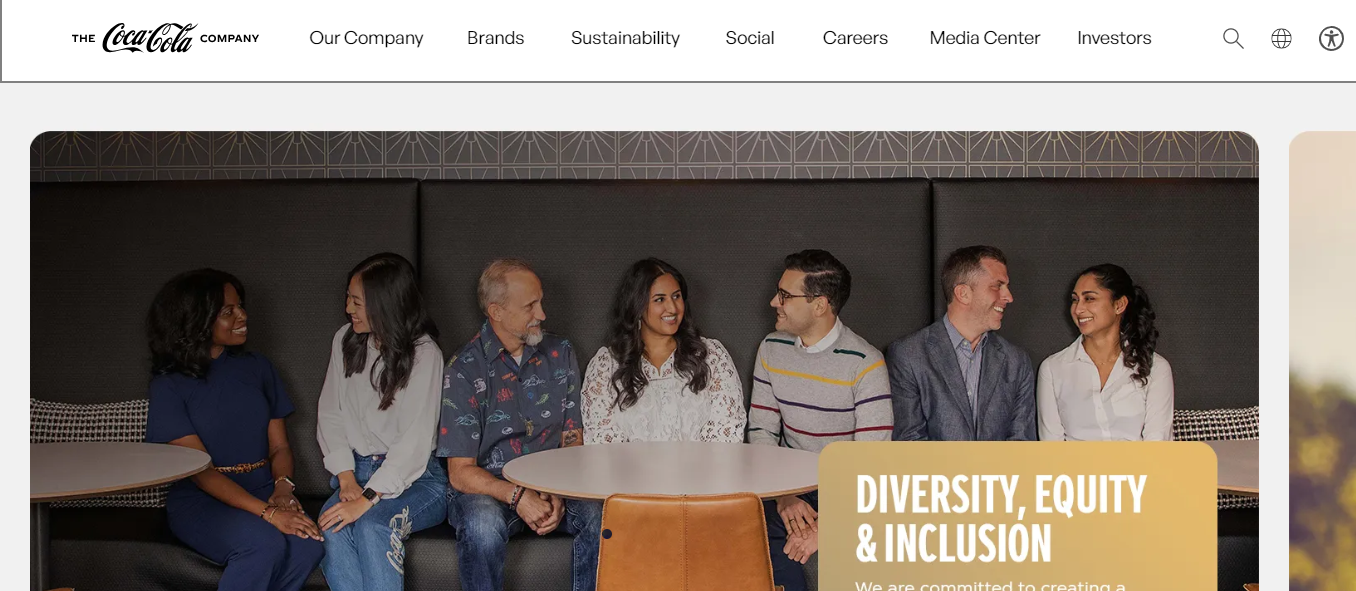 THE Coca-Cola COMPANY
Our Company
Brands
Sustainability
Social
Careers
Media Center
Investors
DIVERSITY, EQUITY
& INCLUSION
We are committed to creating a